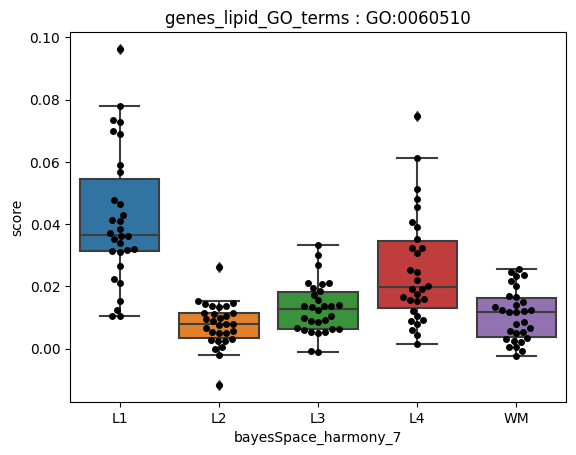 genes_lipid_GO_terms : GO:0060510
0.10
0.08
0.06
0.04
0.02
0.00
score
L1 L2 L3 L4 WM
bayesSpace_harmony_7